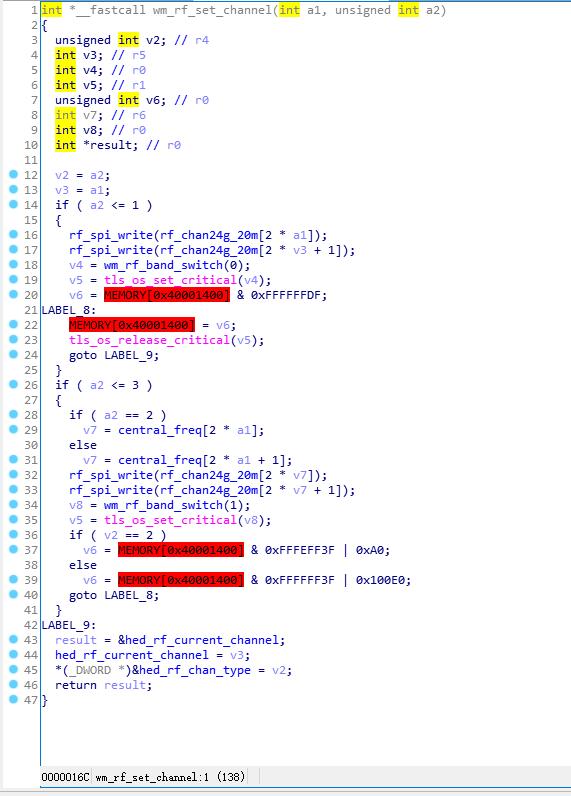 1 int *__fastcall wm_rf_set_channel(int a1, unsigned int a2)
2 {
3 unsigned int v2; // r4
4 int v3; // r5
5 int v4; // r0
6 int v5; // r1
7 unsigned int v6; // r0
8 int v7; // r6
9 int v8; // r0
10 int *result; // r0
11
12 v2 = a2;
13 v3 = a1;
14 if ( a2 <= 1 )
15 {
16 rf_spi_write(rf_chan24g_20m[2 * a1]);
17 rf_spi_write(rf_chan24g_20m[2 * v3 + 1]);
18 v4 = wm_rf_band_switch(0);
19 v5 = tls_os_set_critical(v4);
20 v6 = MEMORY[0x40001400] & 0xFFFFFFDF;
21 LABEL_8:
22 MEMORY[0x40001400] = v6;
23 tls_os_release_critical(v5);
24 goto LABEL_9;
25 }
26 if ( a2 <= 3 )
27 {
28 if ( a2 == 2 )
29 v7 = central_freq[2 * a1];
30 else
31 v7 = central_freq[2 * a1 + 1];
32 rf_spi_write(rf_chan24g_20m[2 * v7]);
33 rf_spi_write(rf_chan24g_20m[2 * v7 + 1]);
34 v8 = wm_rf_band_switch(1);
35 v5 = tls_os_set_critical(v8);
36 if ( v2 == 2 )
37 v6 = MEMORY[0x40001400] & 0xFFFEFF3F | 0xA0;
38 else
39 v6 = MEMORY[0x40001400] & 0xFFFFFF3F | 0x100E0;
40 goto LABEL_8;
41 }
42 LABEL_9:
43 result = &hed_rf_current_channel;
44 hed_rf_current_channel = v3;
45 *(_DWORD *)&hed_rf_chan_type = v2;
46 return result;
47 }
0000016C wm_rf_set_channel:1 (138)